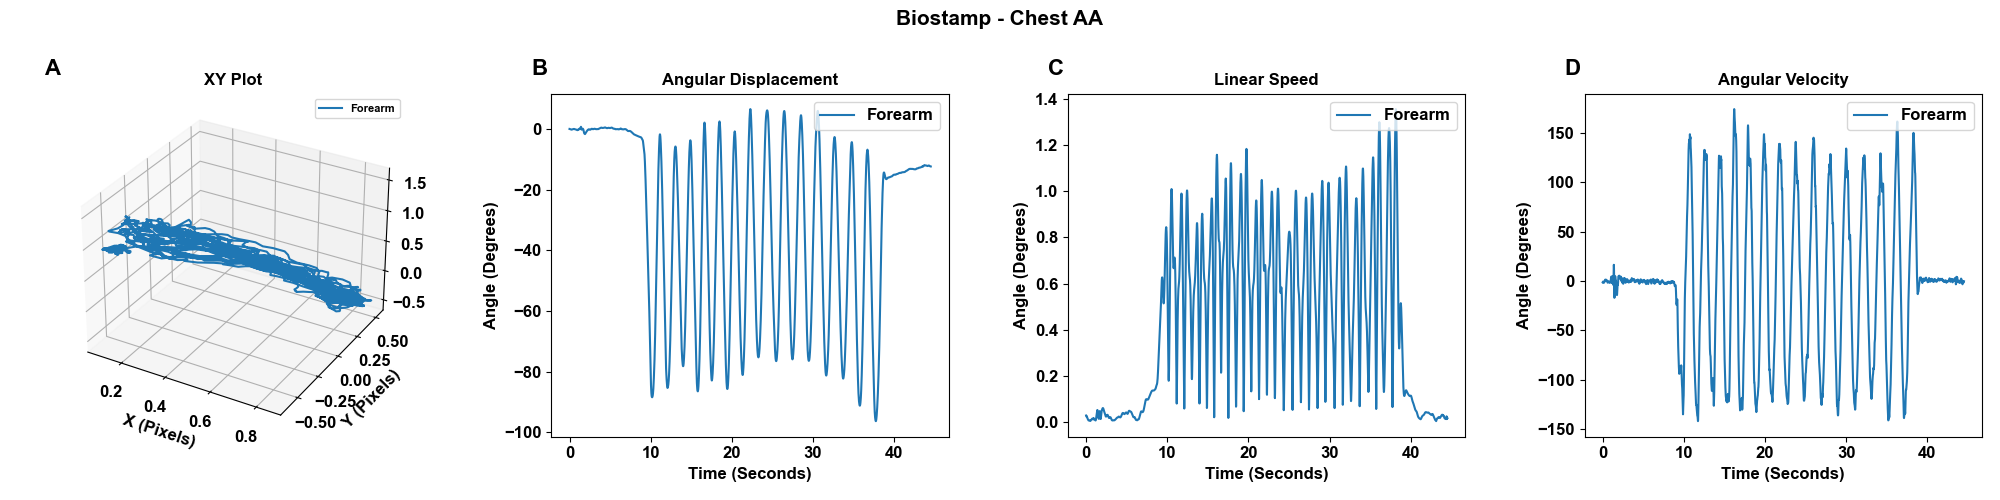 Biostamp - Chest AA
A
XY Plot
Forearm
1.5
1.0
0.5
0.0
−0.5
0.50
0.25
0.00
−0.25
−0.50
Y (Pixels)
0.2
0.4
0.6
0.8
X (Pixels)
B
Angular Displacement
Forearm
0
−20
−40
−60
−80
−100
Angle (Degrees)
0 10 20 30 40
Time (Seconds)
C
Linear Speed
Forearm
1.4
1.2
1.0
0.8
0.6
0.4
0.2
0.0
Angle (Degrees)
0 10 20 30 40
Time (Seconds)
D
Angular Velocity
Forearm
150
100
50
0
−50
−100
−150
Angle (Degrees)
0 10 20 30 40
Time (Seconds)